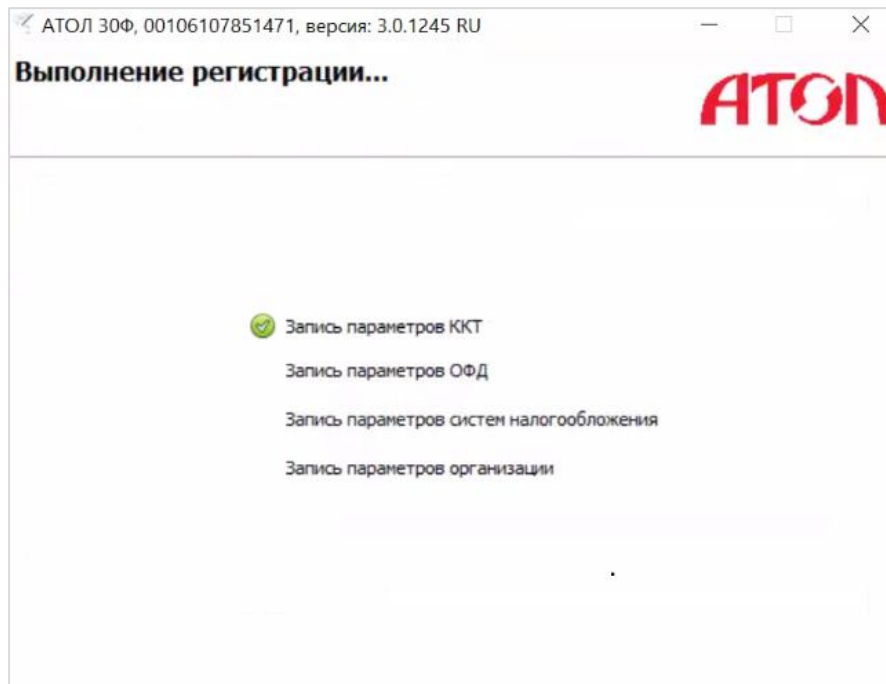 АТОЛ 30Ф, 00106107851471, версия: 3.0.1245 RU
Выполнение регистрации...
АТОЛ
Запись параметров ККТ
Запись параметров ОФД
Запись параметров систем налогообложения
Запись параметров организации